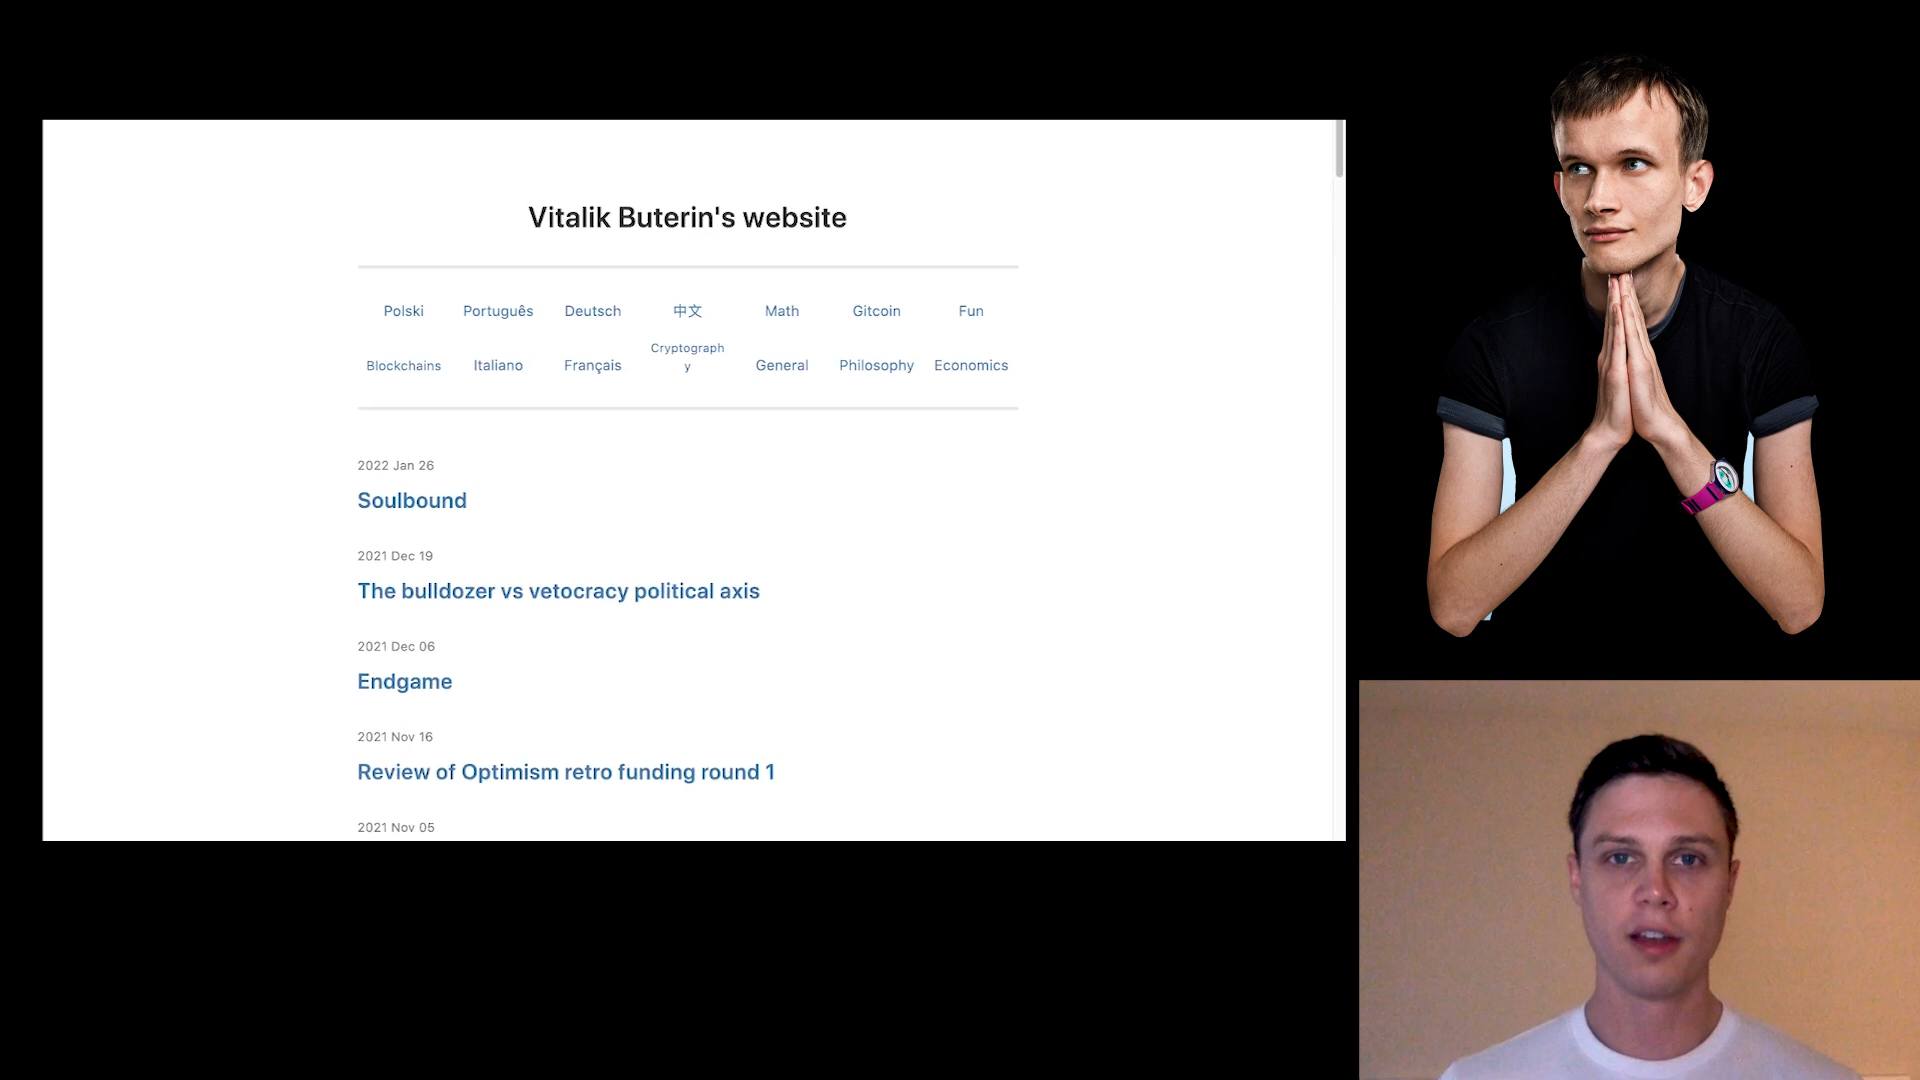 Vitalik Buterin's website
Polski Português Deutsch 中文 Math Gitcoin Fun
Blockchains Italiano Français Cryptograph
y General Philosophy Economics
2022 Jan 26
Soulbound
2021 Dec 19
The bulldozer vs vetocracy political axis
2021 Dec 06
Endgame
2021 Nov 16
Review of Optimism retro funding round 1
2021 Nov 05